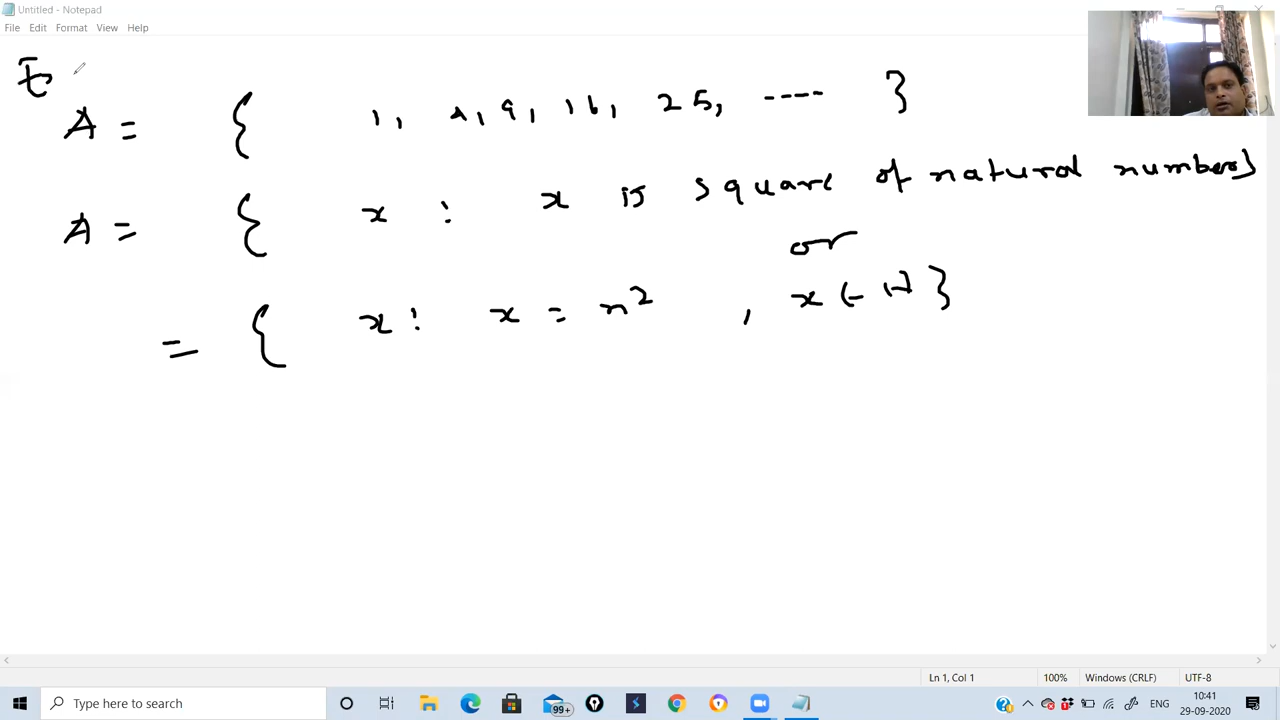 Untitled - Notepad
File Edit Format View Help
A = { 1, 4, 9, 16, 25, ---- }
A = { x : x is square of natural numbers}
or
= { x : x = n² , x ∈ N }
Ln 1, Col 1 100% Windows (CRLF) UTF-8
Type here to search 99+ ENG 10:41
29-09-2020